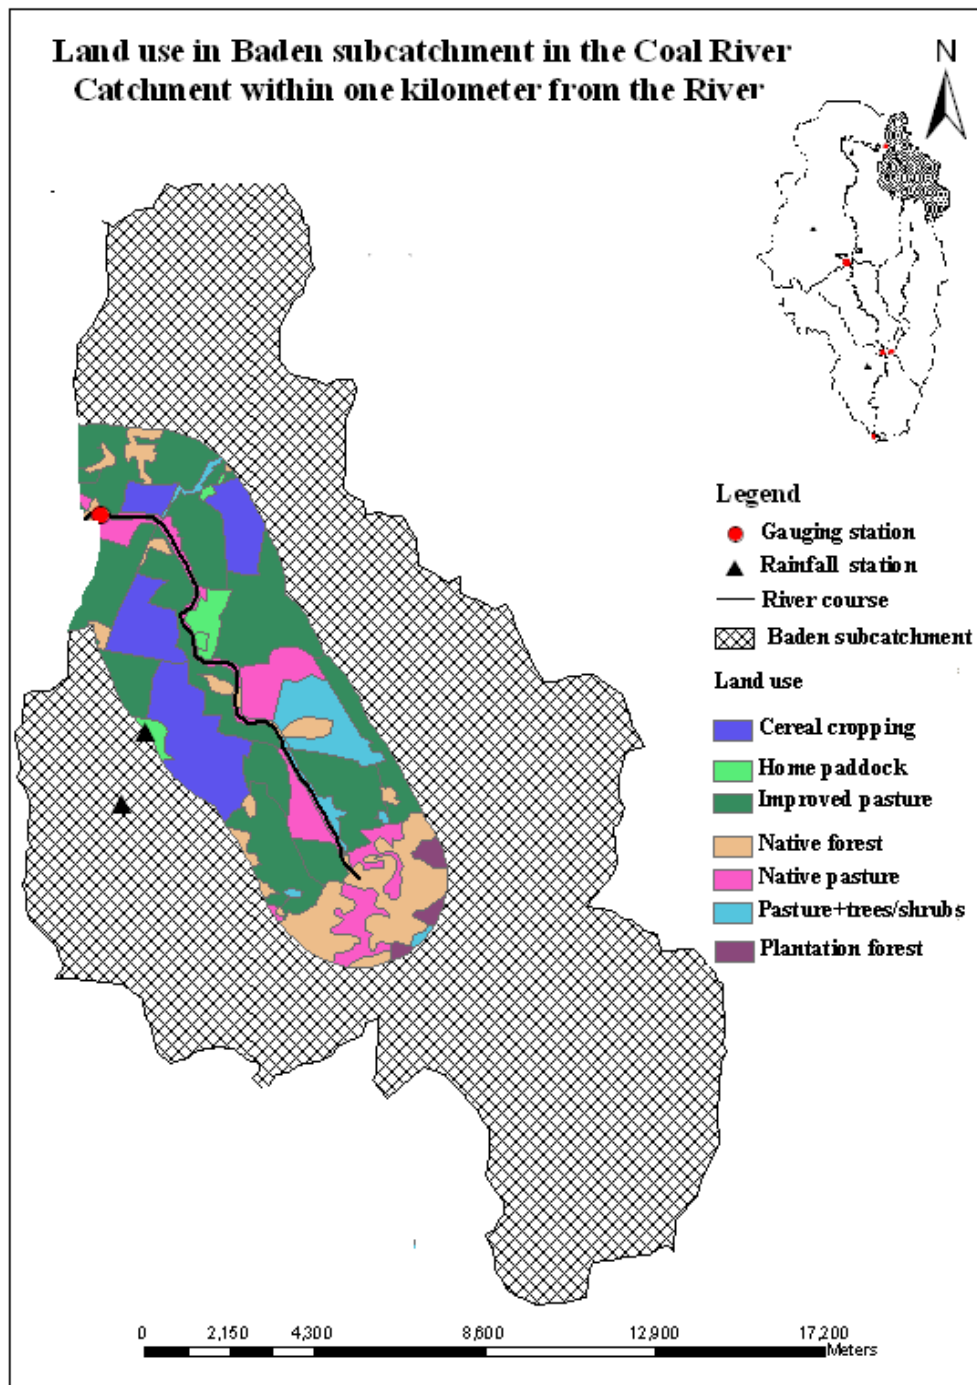 Land use in Baden subcatchment in the Coal River
Catchment within one kilometer from the River
N
Legend
Gauging station
Rainfall station
River course
Baden subcatchment
Land use
Cereal cropping
Home paddock
Improved pasture
Native forest
Native pasture
Pasture+trees/shrubs
Plantation forest
0 2,150 4,300 8,600 12,900 17,200
Meters